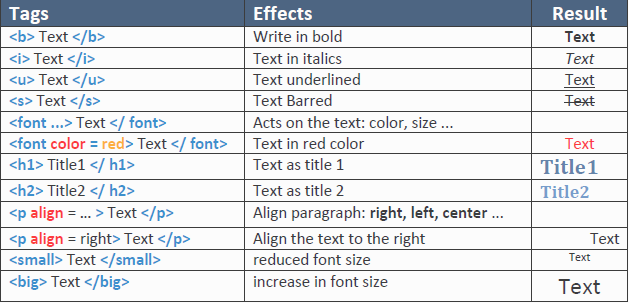 Tags Effects Result
<b> Text </b> Write in bold Text
<i> Text </i> Text in italics Text
<u> Text </u> Text underlined Text
<s> Text </s> Text Barred Text
<font ...> Text </ font> Acts on the text: color, size ...
<font color = red> Text </ font> Text in red color Text
<h1> Title1 </ h1> Text as title 1 Title1
<h2> Title2 </ h2> Text as title 2 Title2
<p align = ... > Text </p> Align paragraph: right, left, center ...
<p align = right> Text </p> Align the text to the right Text
<small> Text </small> reduced font size Text
<big> Text </big> increase in font size Text